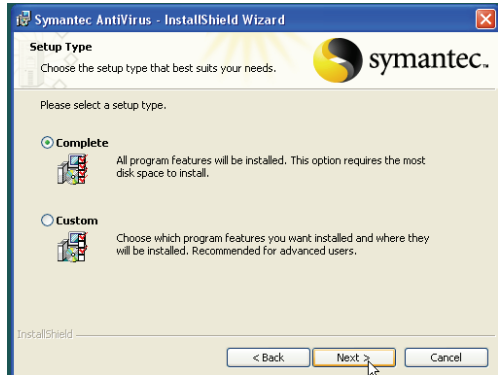 Symantec AntiVirus - InstallShield Wizard
Setup Type
Choose the setup type that best suits your needs.
symantec.
Please select a setup type.
Complete
All program features will be installed. This option requires the most
disk space to install.
Custom
Choose which program features you want installed and where they
will be installed. Recommended for advanced users.
InstallShield
< Back
Next >
Cancel